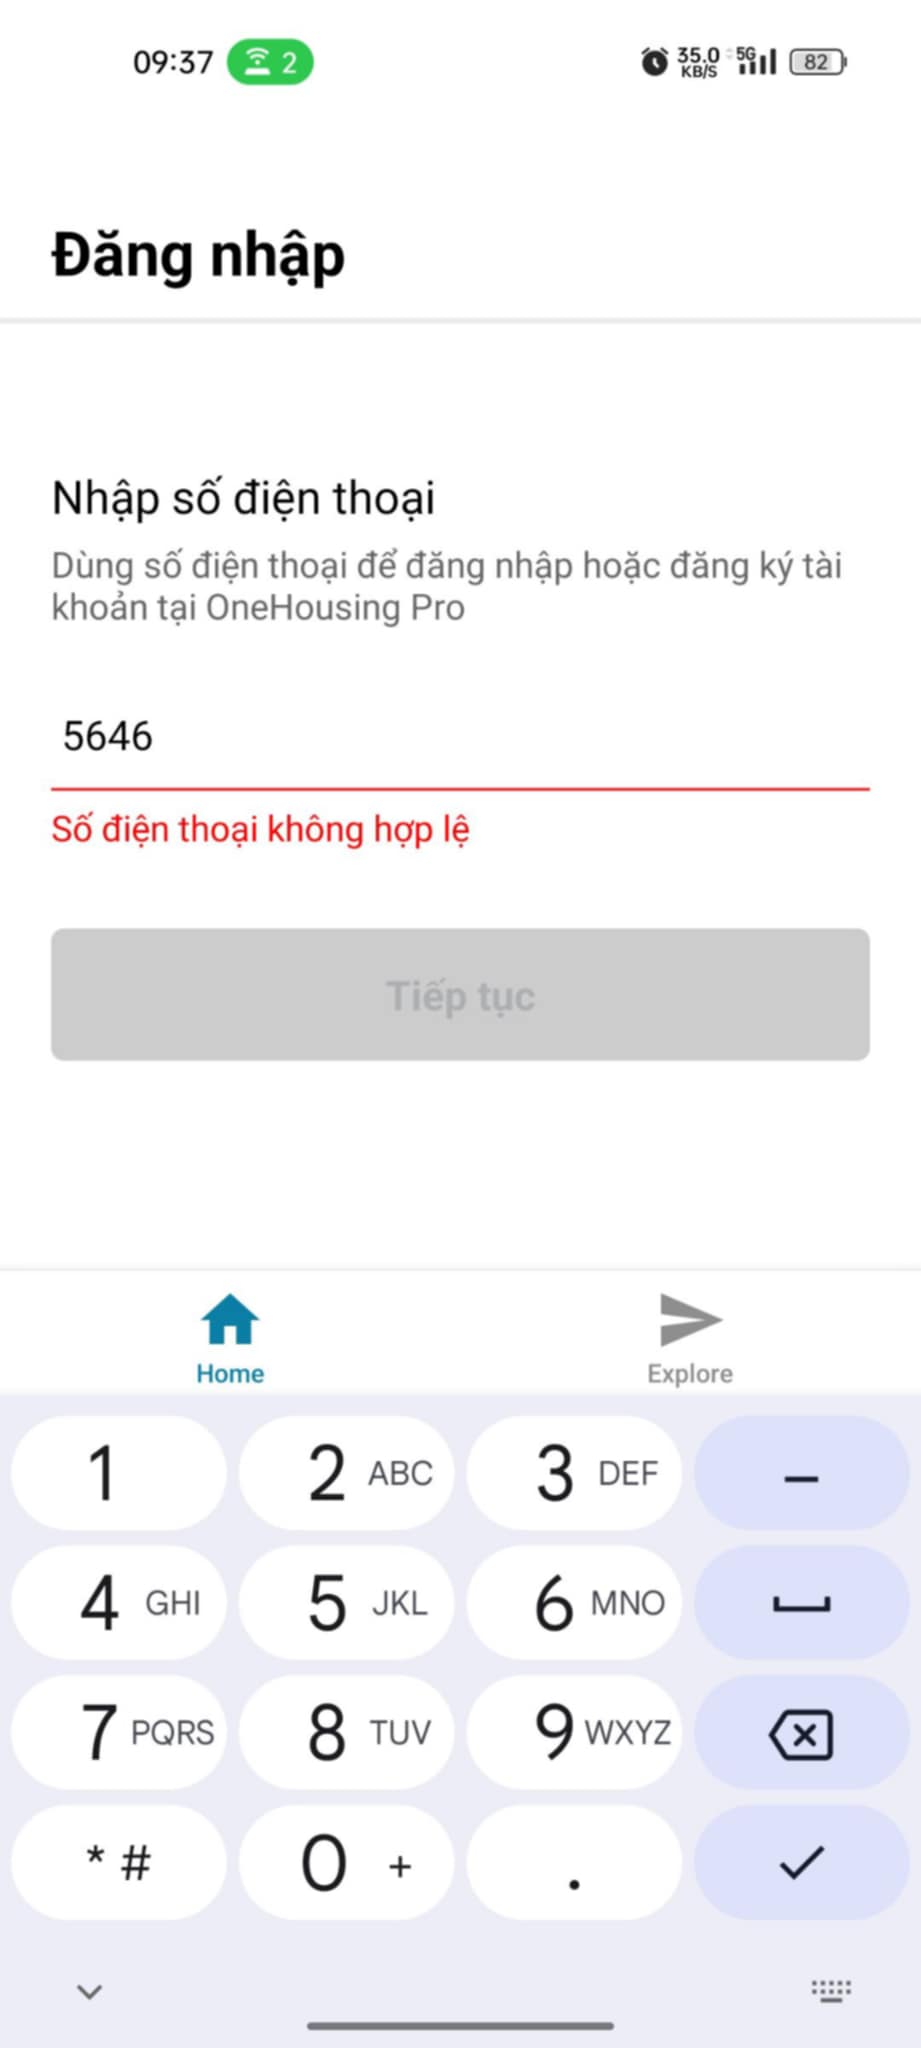 09:37 2 35.0 KB/S 5G 82
Đăng nhập
Nhập số điện thoại
Dùng số điện thoại để đăng nhập hoặc đăng ký tài
khoản tại OneHousing Pro
5646
Số điện thoại không hợp lệ
Tiếp tục
Home Explore
1 2 ABC 3 DEF –
4 GHI 5 JKL 6 MNO
7 PQRS 8 TUV 9 WXYZ
* # 0 + .